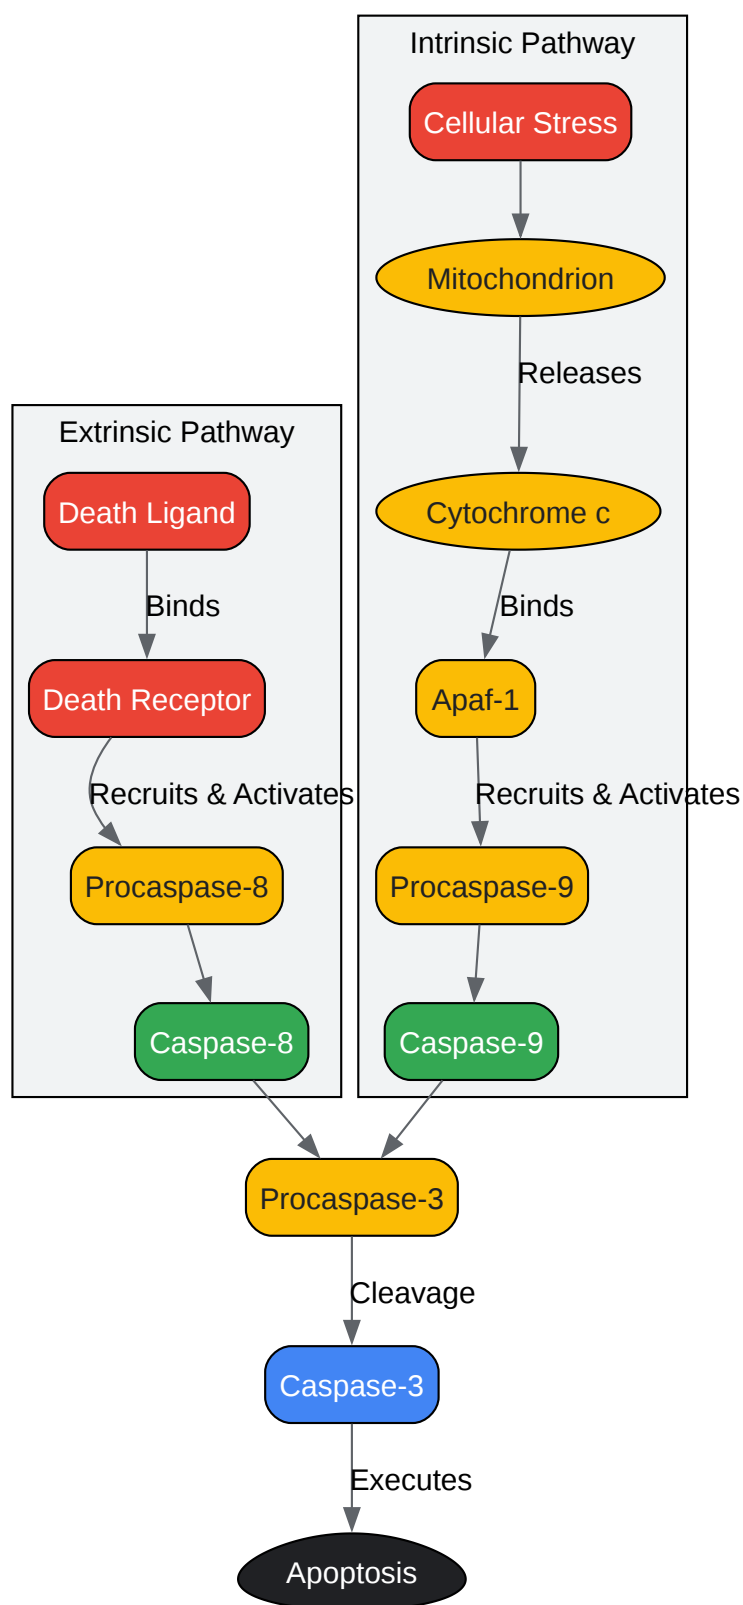 Intrinsic Pathway
Cellular Stress
Mitochondrion
Releases
Cytochrome c
Binds
Apaf-1
Recruits & Activates
Procaspase-9
Caspase-9
Extrinsic Pathway
Death Ligand
Binds
Death Receptor
Recruits & Activates
Procaspase-8
Caspase-8
Procaspase-3
Cleavage
Caspase-3
Executes
Apoptosis